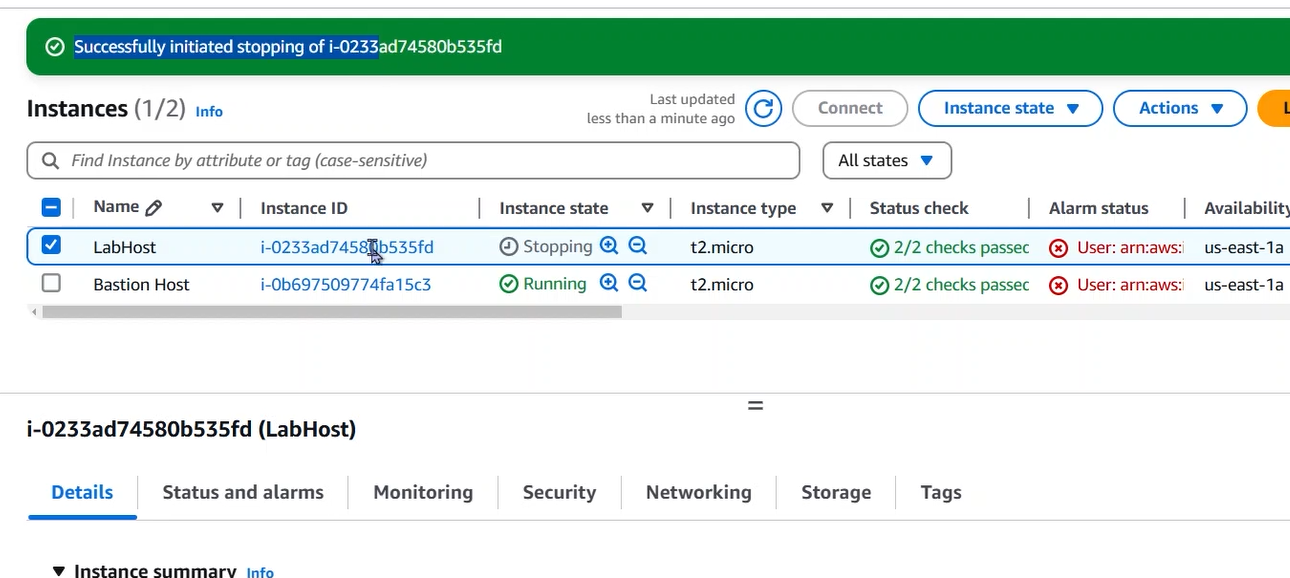 Successfully initiated stopping of i-0233ad74580b535fd
Instances (1/2) Info
Last updated
less than a minute ago
Connect
Instance state
Actions
Find Instance by attribute or tag (case-sensitive)
All states
Name Instance ID Instance state Instance type Status check Alarm status Availability
LabHost i-0233ad74580b535fd Stopping t2.micro 2/2 checks passec User: arn:aws:i us-east-1a
Bastion Host i-0b697509774fa15c3 Running t2.micro 2/2 checks passec User: arn:aws:i us-east-1a
i-0233ad74580b535fd (LabHost)
Details Status and alarms Monitoring Security Networking Storage Tags
Instance summary Info